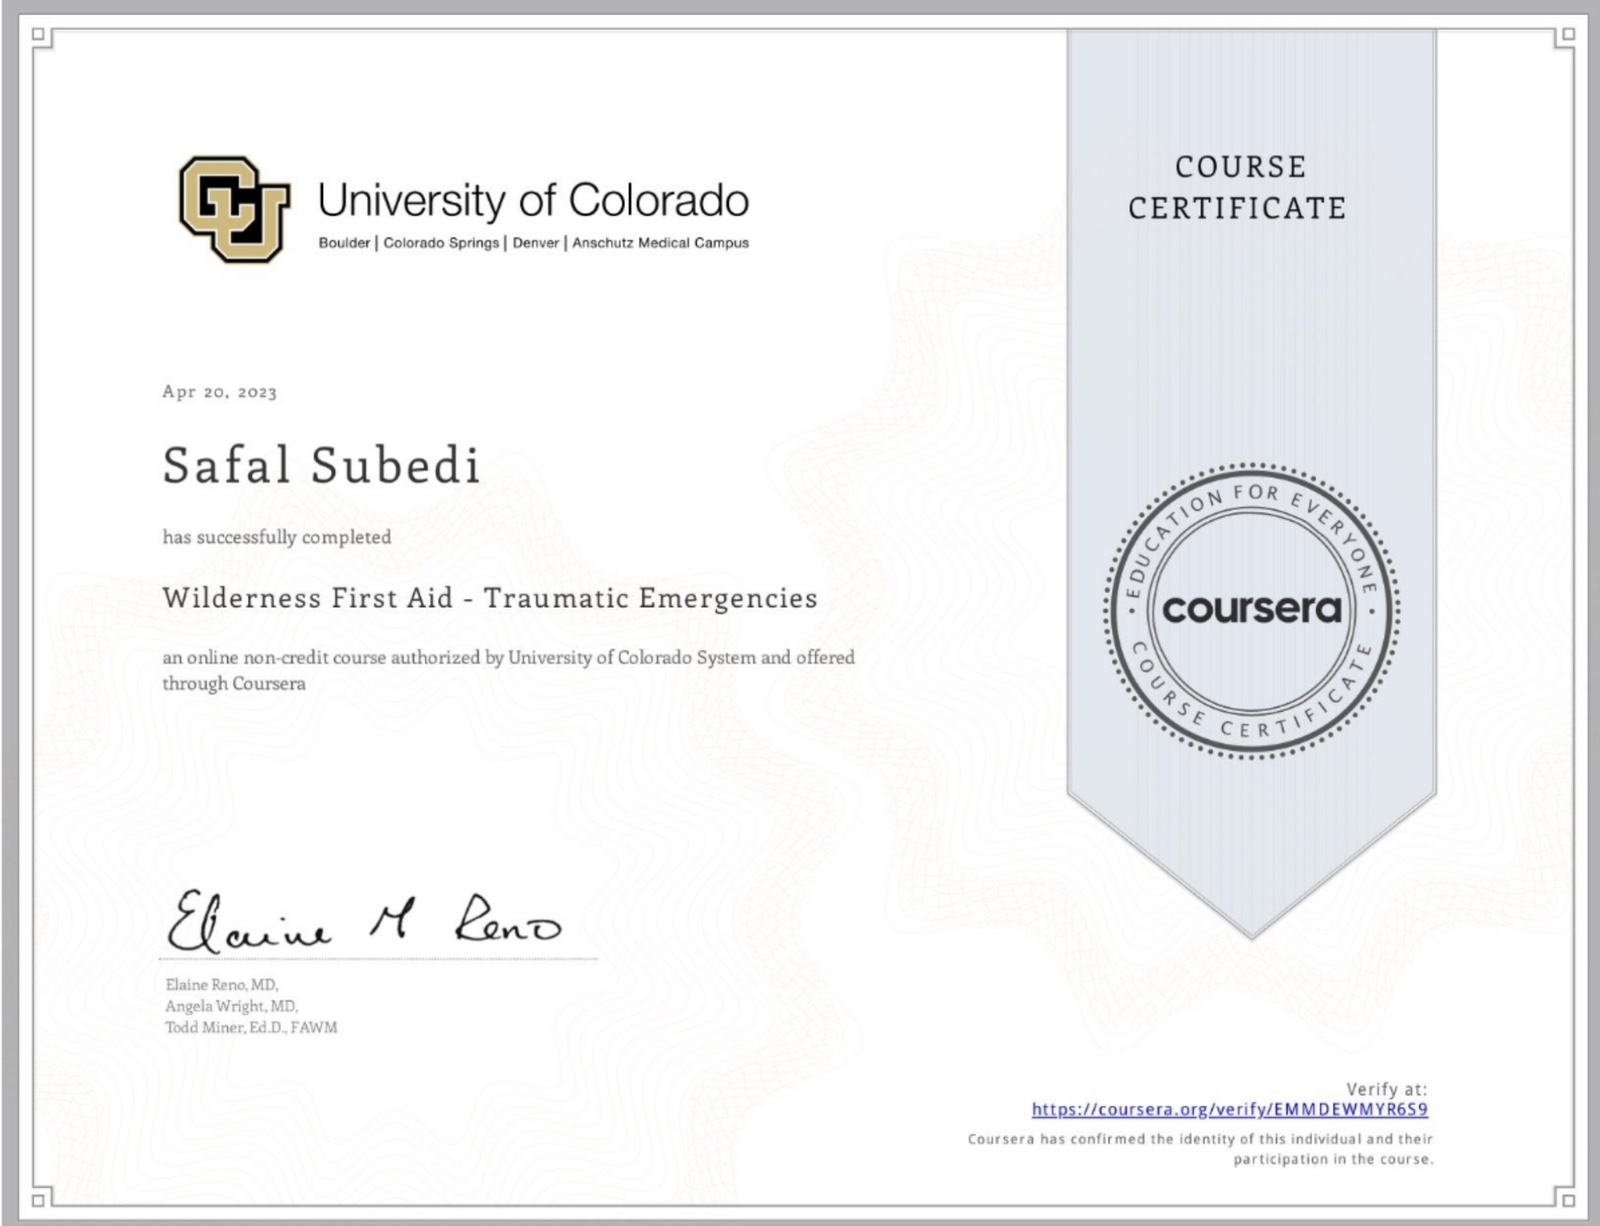 CU
University of Colorado
Boulder | Colorado Springs | Denver | Anschutz Medical Campus
COURSE
CERTIFICATE
Apr 20, 2023
Safal Subedi
has successfully completed
Wilderness First Aid - Traumatic Emergencies
an online non-credit course authorized by University of Colorado System and offered
through Coursera
• EDUCATION FOR EVERYONE •
coursera
COURSE CERTIFICATE
Elaine M Reno
Elaine Reno, MD,
Angela Wright, MD,
Todd Miner, Ed.D., FAWM
Verify at:
https://coursera.org/verify/EMMDEWMYR6S9
Coursera has confirmed the identity of this individual and their
participation in the course.